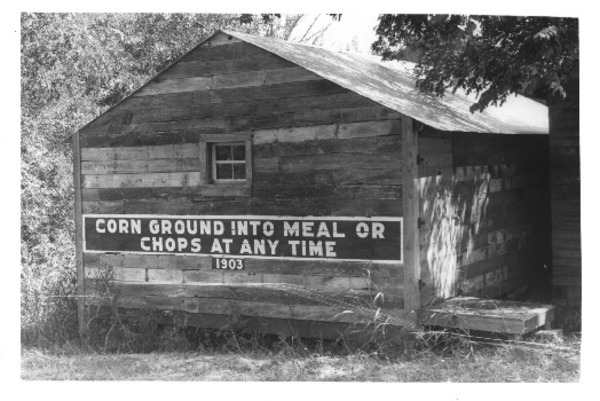 CORN GROUND INTO MEAL OR
CHOPS AT ANY TIME
1903